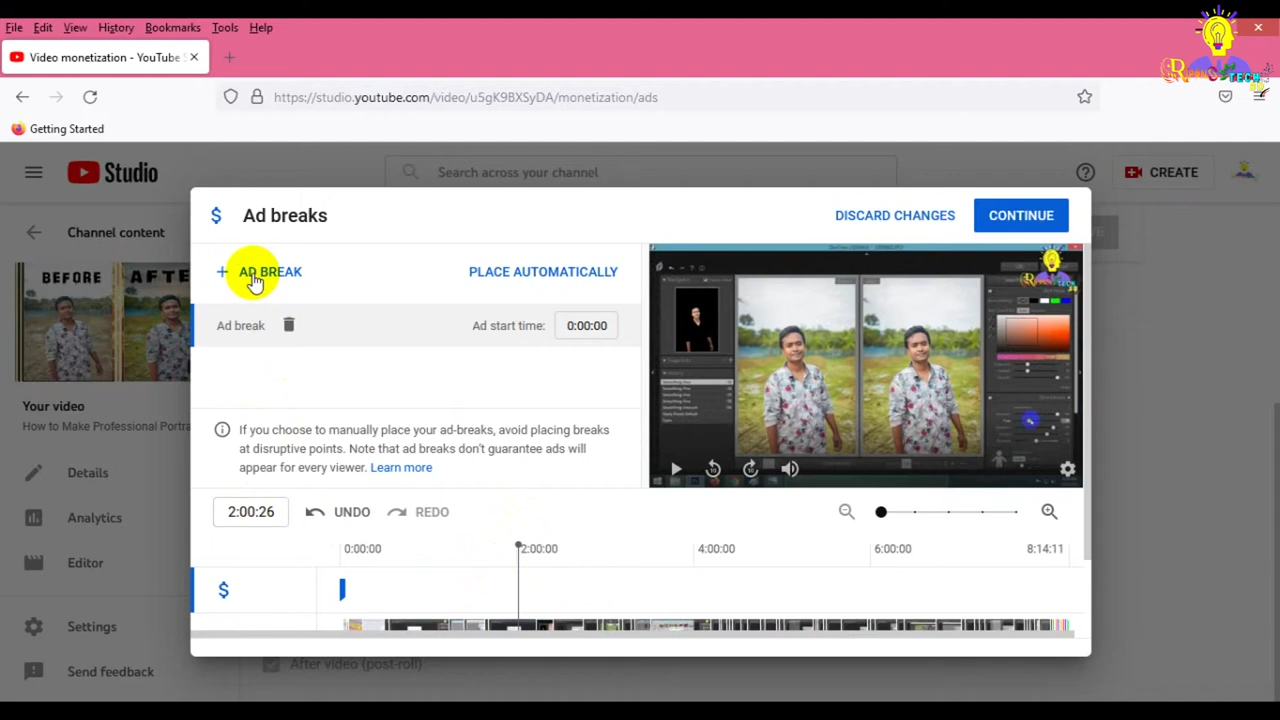 File Edit View History Bookmarks Tools Help
Video monetization - YouTube S
https://studio.youtube.com/video/u5gK9BXSyDA/monetization/ads
Getting Started
Studio
Search across your channel
CREATE
Channel content
Ad breaks
DISCARD CHANGES
CONTINUE
AD BREAK
PLACE AUTOMATICALLY
BEFORE AFTE
Ad break
Ad start time:
0:00:00
Your video
How to Make Professional Portra
If you choose to manually place your ad-breaks, avoid placing breaks
at disruptive points. Note that ad breaks don't guarantee ads will
appear for every viewer. Learn more
Details
Analytics
Editor
Settings
Send feedback
2:00:26
UNDO
REDO
0:00:00
2:00:00
4:00:00
6:00:00
8:14:11
$
After video (post-roll)